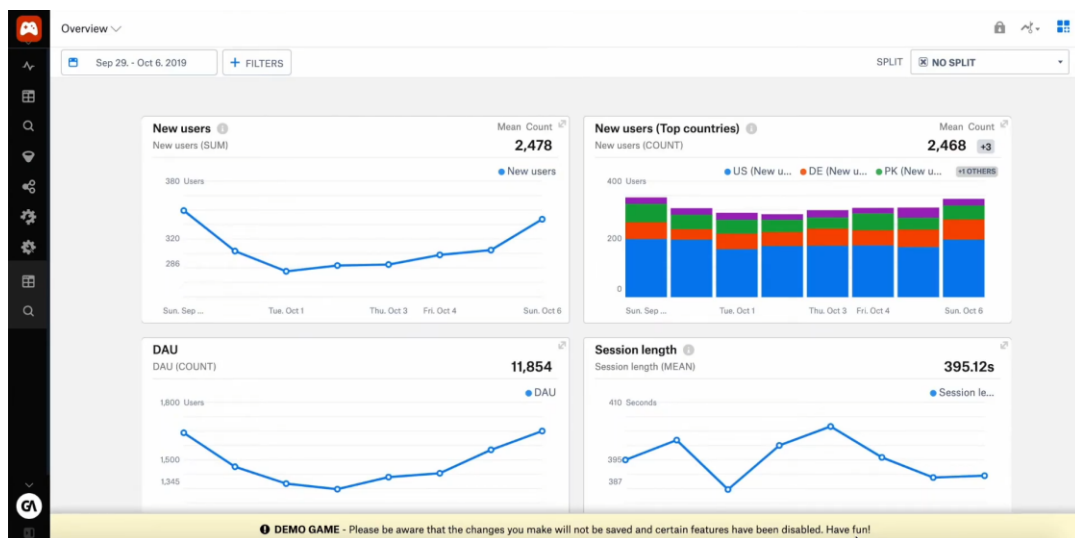 Overview
Sep 29. - Oct 6. 2019
+ FILTERS
SPLIT
NO SPLIT
New users
Mean Count
New users (SUM)
2,478
New users
380 Users
320
286
Sun. Sep ...
Tue. Oct 1
Thu. Oct 3
Fri. Oct 4
Sun. Oct 6
New users (Top countries)
Mean Count
New users (COUNT)
2,468 +3
US (New u...
DE (New u...
PK (New u...
+1 OTHERS
400 Users
200
0
Sun. Sep ...
Tue. Oct 1
Thu. Oct 3
Fri. Oct 4
Sun. Oct 6
DAU
DAU (COUNT)
11,854
DAU
1,800 Users
1,500
1,345
Session length
Session length (MEAN)
395.12s
Session le...
410 Seconds
395
387
GA
DEMO GAME - Please be aware that the changes you make will not be saved and certain features have been disabled. Have fun!